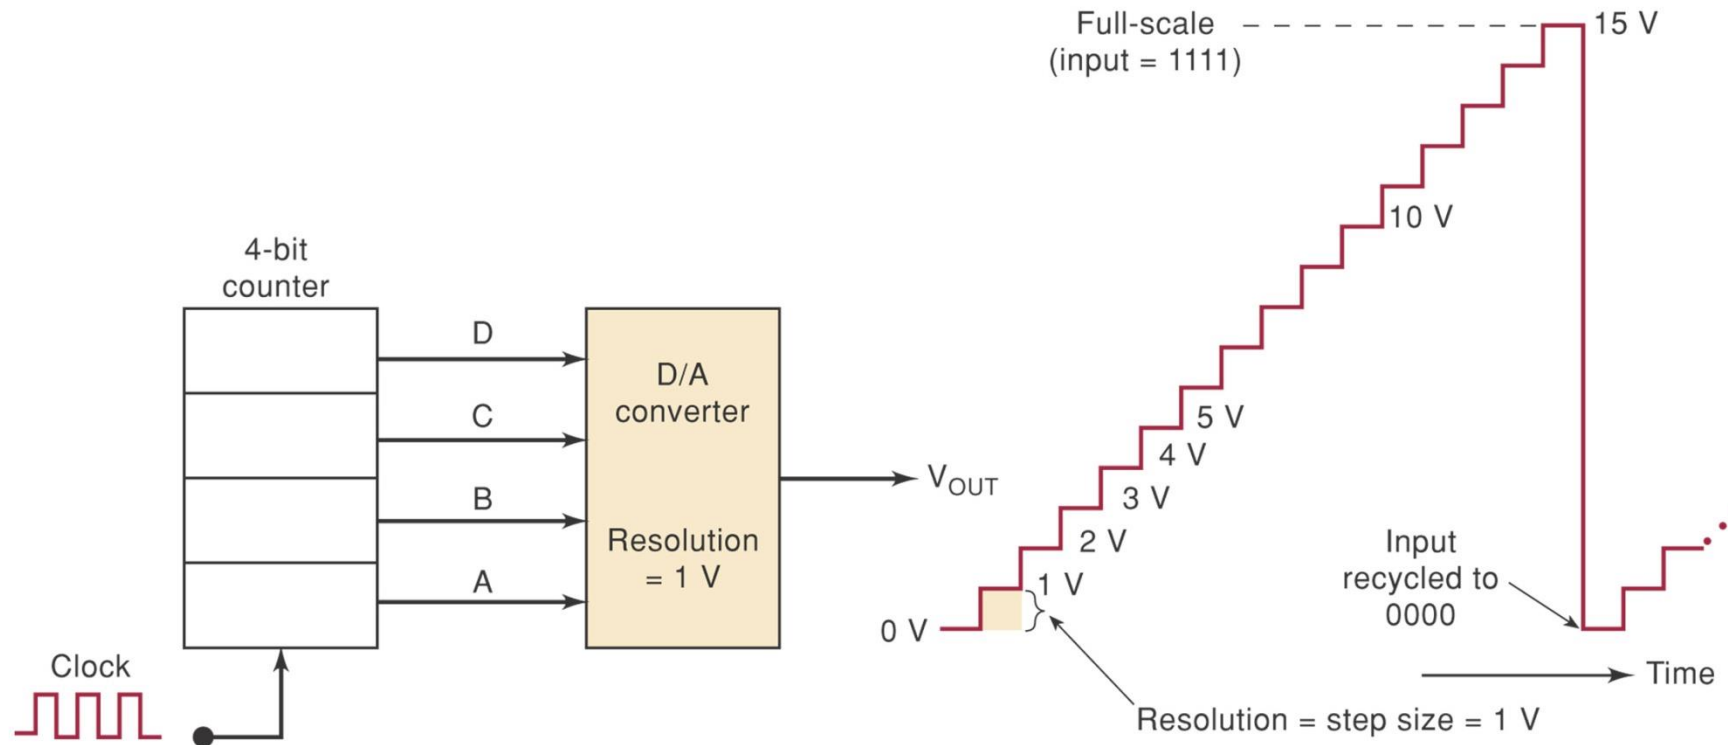 Full-scale
(input = 1111)
15 V
10 V
4-bit
counter
D
C
B
A
D/A
converter
Resolution
= 1 V
V_OUT
5 V
4 V
3 V
2 V
1 V
0 V
Input
recycled to
0000
Clock
Time
Resolution = step size = 1 V